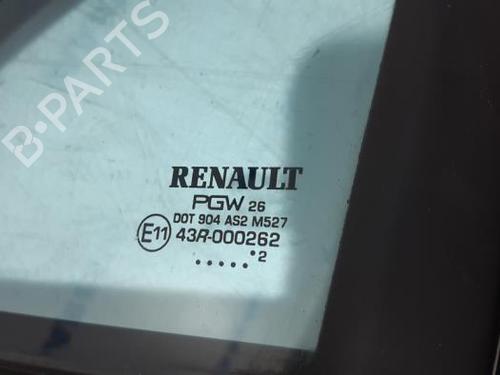 B-PARTS
RENAULT
PGW 26
DOT 904 AS2 M527
E11 43R-000262
..... •2